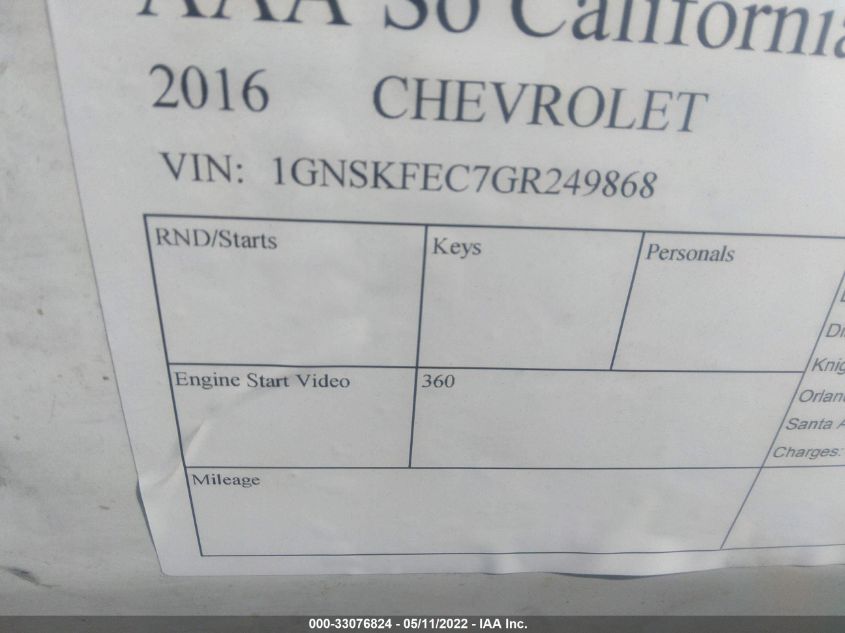 AAA So California
2016 CHEVROLET
VIN: 1GNSKFEC7GR249868
RND/Starts Keys Personals
Engine Start Video 360
Mileage
Charges:
Santa
000-33076824 - 05/11/2022 - IAA Inc.